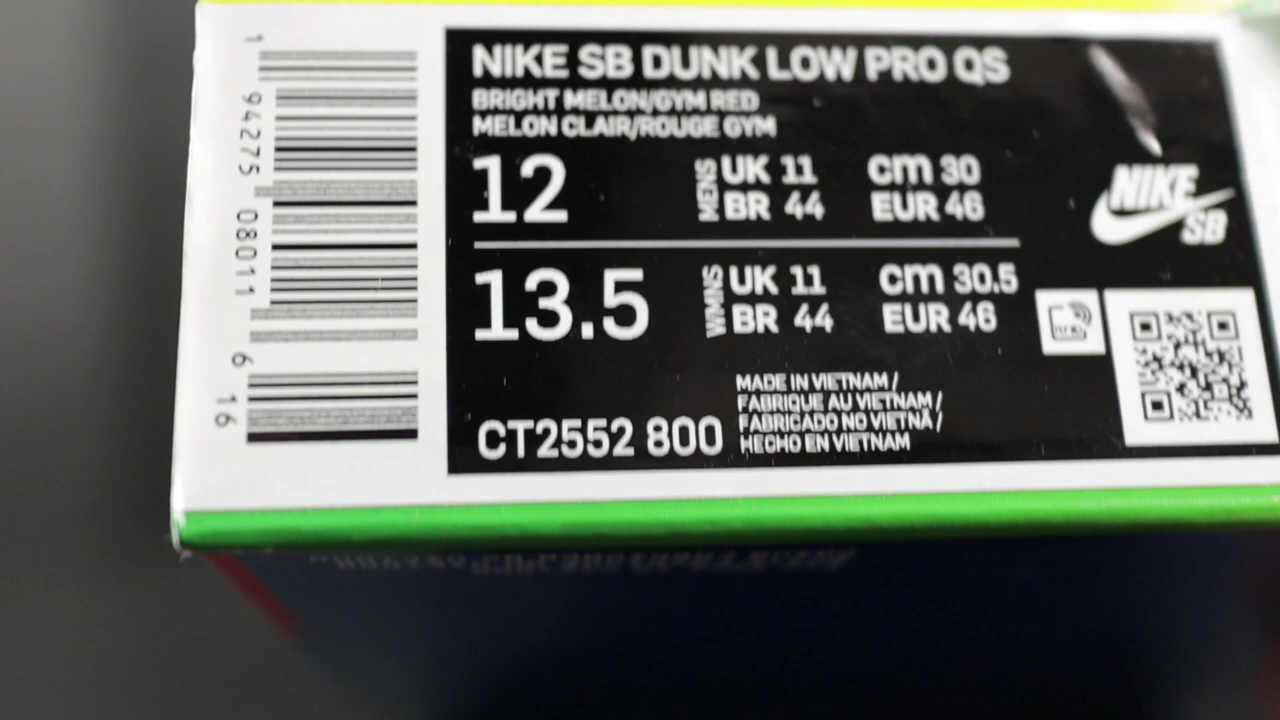 1 94275 08011 6 16
NIKE SB DUNK LOW PRO QS
BRIGHT MELON/GYM RED
MELON CLAIR/ROUGE GYM
12 MENS UK 11 CM 30
BR 44 EUR 46
13.5 WMNS UK 11 CM 30.5
BR 44 EUR 46
NIKE
SB
CT2552 800
MADE IN VIETNAM /
FABRIQUE AU VIETNAM /
FABRICADO NO VIETNÃ /
HECHO EN VIETNAM